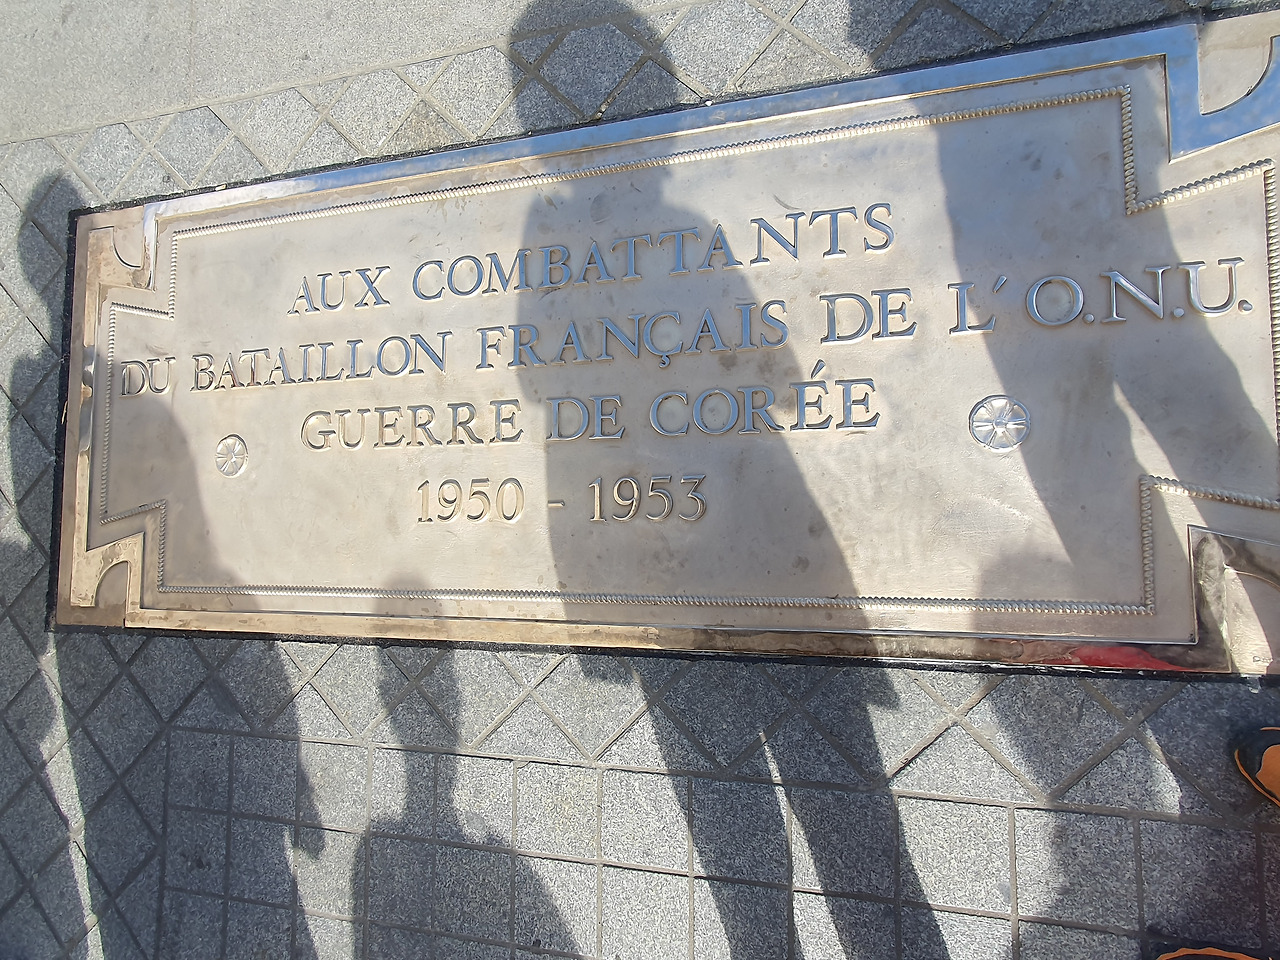 AUX COMBATTANTS
DU BATAILLON FRANÇAIS DE L'O.N.U.
GUERRE DE CORÉE
1950 - 1953